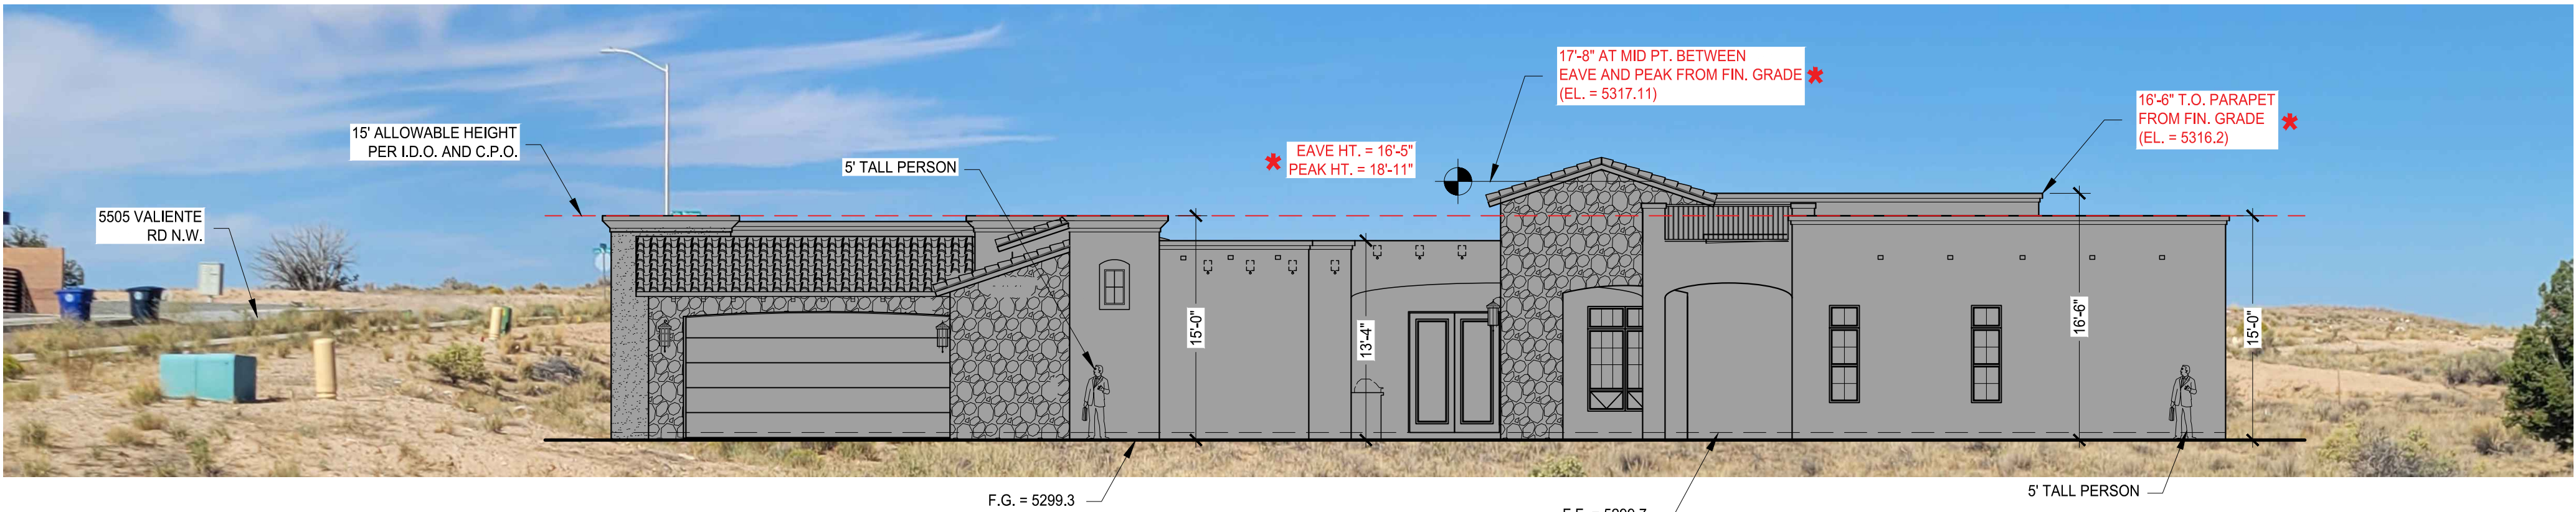 17'-8" AT MID PT. BETWEEN
EAVE AND PEAK FROM FIN. GRADE *
(EL. = 5317.11)
16'-6" T.O. PARAPET
FROM FIN. GRADE *
(EL. = 5316.2)
15' ALLOWABLE HEIGHT
PER I.D.O. AND C.P.O.
5' TALL PERSON
* EAVE HT. = 16'-5"
PEAK HT. = 18'-11"
5505 VALIENTE
RD N.W.
15'-0"
13'-4"
16'-6"
15'-0"
F.G. = 5299.3
5' TALL PERSON